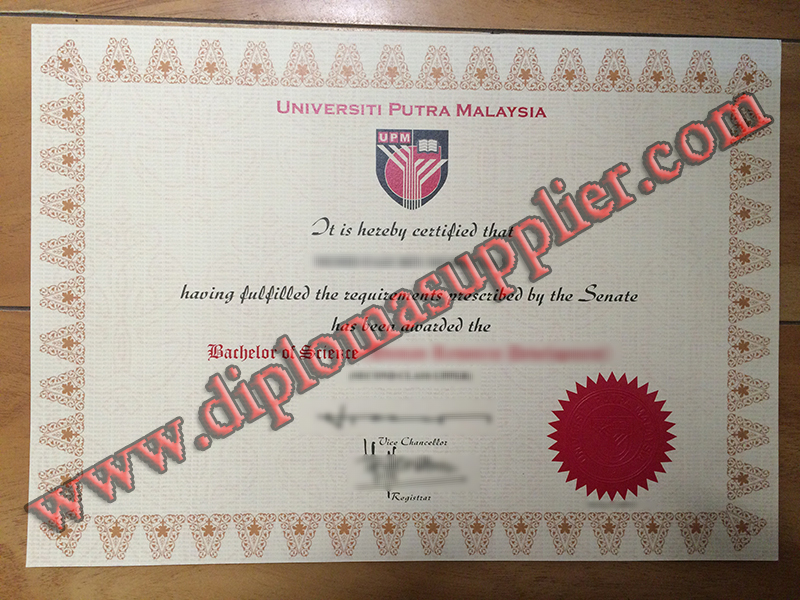 UNIVERSITI PUTRA MALAYSIA
UPM
It is hereby certified that
having fulfilled the requirements prescribed by the Senate
has been awarded the
Bachelor of Science
Vice Chancellor
Registrar
www.diplomasupplier.com